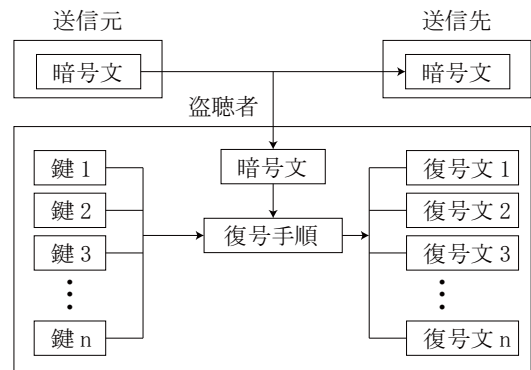 送信元
送信先
暗号文
暗号文
盗聴者
暗号文
鍵1
鍵2
鍵3
鍵n
復号手順
復号文1
復号文2
復号文3
復号文n